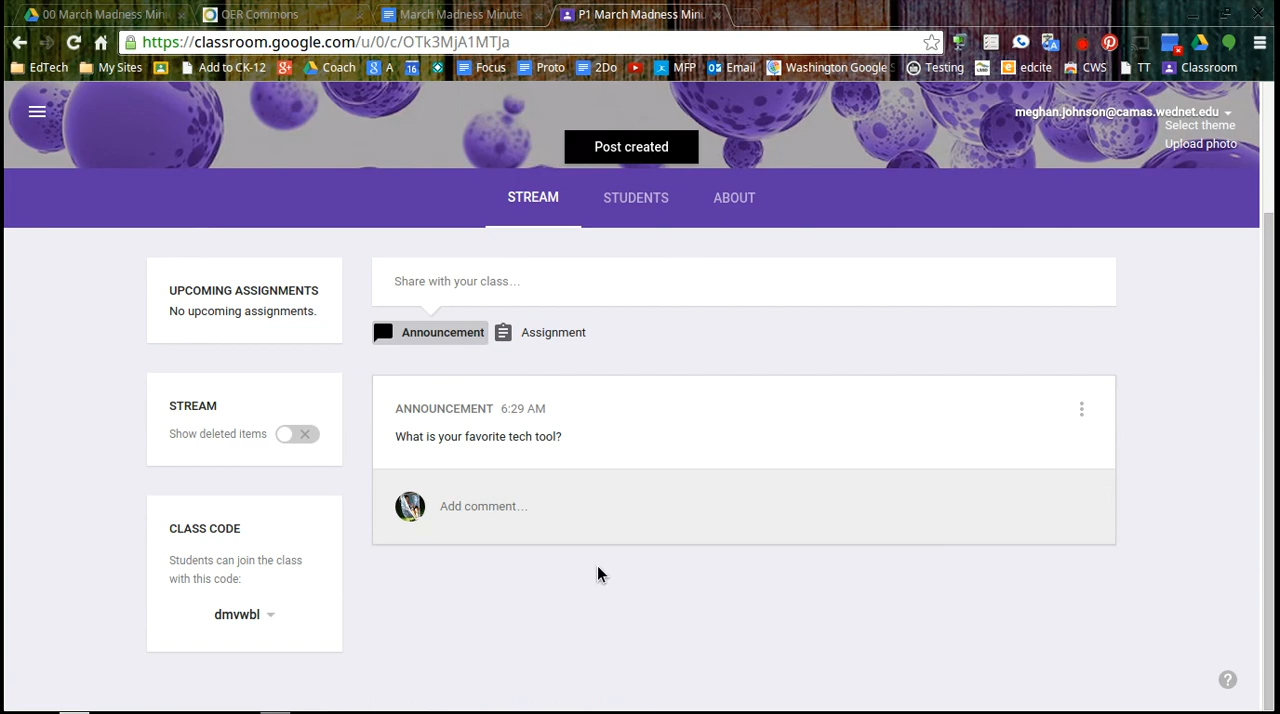 00 March Madness Min
OER Commons
March Madness Minute
P1 March Madness Min
https://classroom.google.com/u/0/c/OTk3MjA1MTJa
EdTech
My Sites
Add to CK-12
Coach
A
16
Focus
Proto
2Do
MFP
Email
Washington Google
Testing
edcite
CWS
TT
Classroom
meghan.johnson@camas.wednet.edu
Select theme
Upload photo
Post created
STREAM
STUDENTS
ABOUT
UPCOMING ASSIGNMENTS
No upcoming assignments.
Share with your class…
Announcement
Assignment
STREAM
Show deleted items
ANNOUNCEMENT 6:29 AM
What is your favorite tech tool?
Add comment…
CLASS CODE
Students can join the class
with this code:
dmvwbl
?